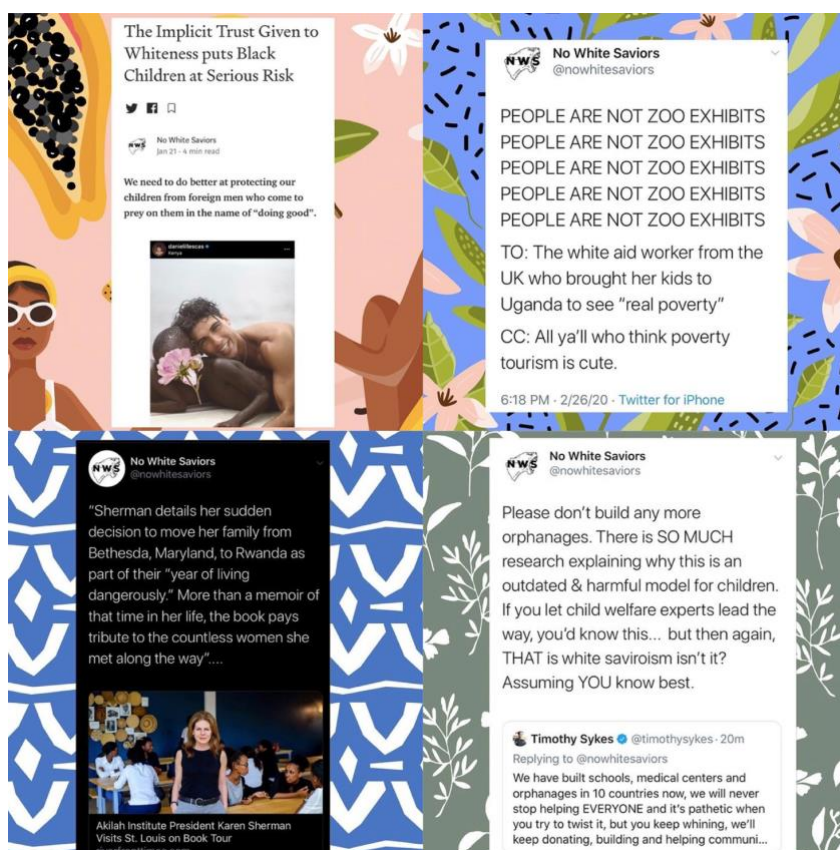 The Implicit Trust Given to
Whiteness puts Black
Children at Serious Risk
NWS
No White Saviors
Jan 21 · 4 min read
We need to do better at protecting our
children from foreign men who come to
prey on them in the name of “doing good”.
Kenya
NWS
No White Saviors
@nowhitesaviors
PEOPLE ARE NOT ZOO EXHIBITS
PEOPLE ARE NOT ZOO EXHIBITS
PEOPLE ARE NOT ZOO EXHIBITS
PEOPLE ARE NOT ZOO EXHIBITS
PEOPLE ARE NOT ZOO EXHIBITS
TO: The white aid worker from the
UK who brought her kids to
Uganda to see “real poverty”
CC: All ya’ll who think poverty
tourism is cute.
6:18 PM · 2/26/20 · Twitter for iPhone
NWS
No White Saviors
@nowhitesaviors
“Sherman details her sudden
decision to move her family from
Bethesda, Maryland, to Rwanda as
part of their “year of living
dangerously.” More than a memoir of
that time in her life, the book pays
tribute to the countless women she
met along the way”....
Akilah Institute President Karen Sherman
Visits St. Louis on Book Tour
NWS
No White Saviors
@nowhitesaviors
Please don’t build any more
orphanages. There is SO MUCH
research explaining why this is an
outdated & harmful model for children.
If you let child welfare experts lead the
way, you’d know this... but then again,
THAT is white saviroism isn’t it?
Assuming YOU know best.
Timothy Sykes @timothysykes · 20m
Replying to @nowhitesaviors
We have built schools, medical centers and
orphanages in 10 countries now, we will never
stop helping EVERYONE and it’s pathetic when
you try to twist it, but you keep whining, we’ll
keep donating, building and helping communi...